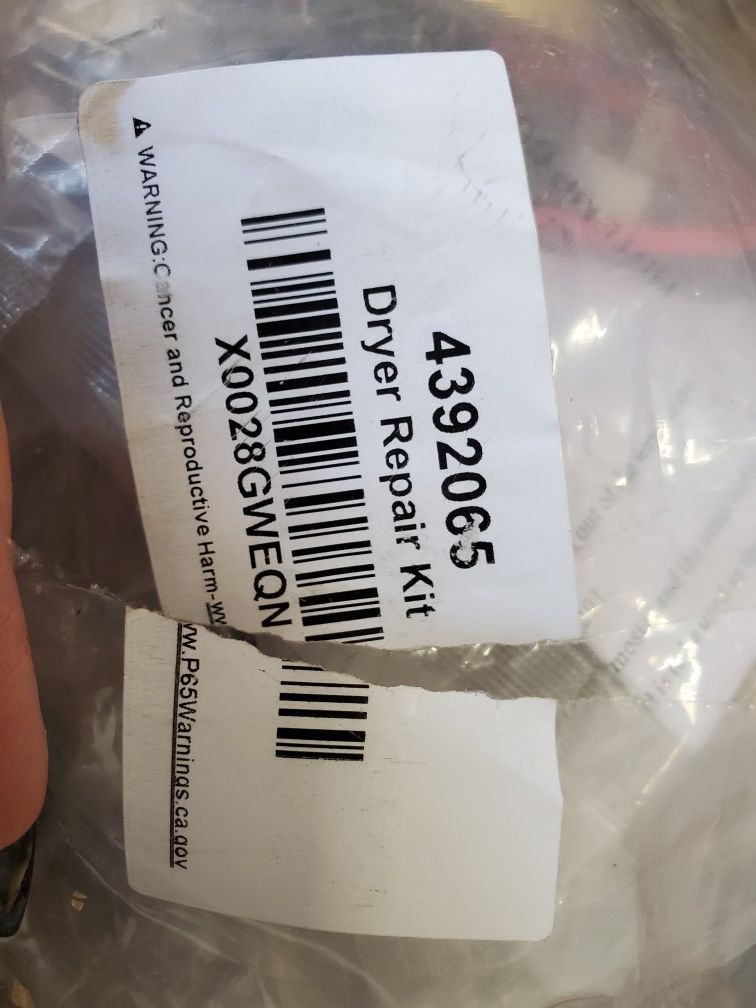 4392065
Dryer Repair Kit
X0028GWEQN
WARNING:Cancer and Reproductive Harm-www.P65Warnings.ca.gov